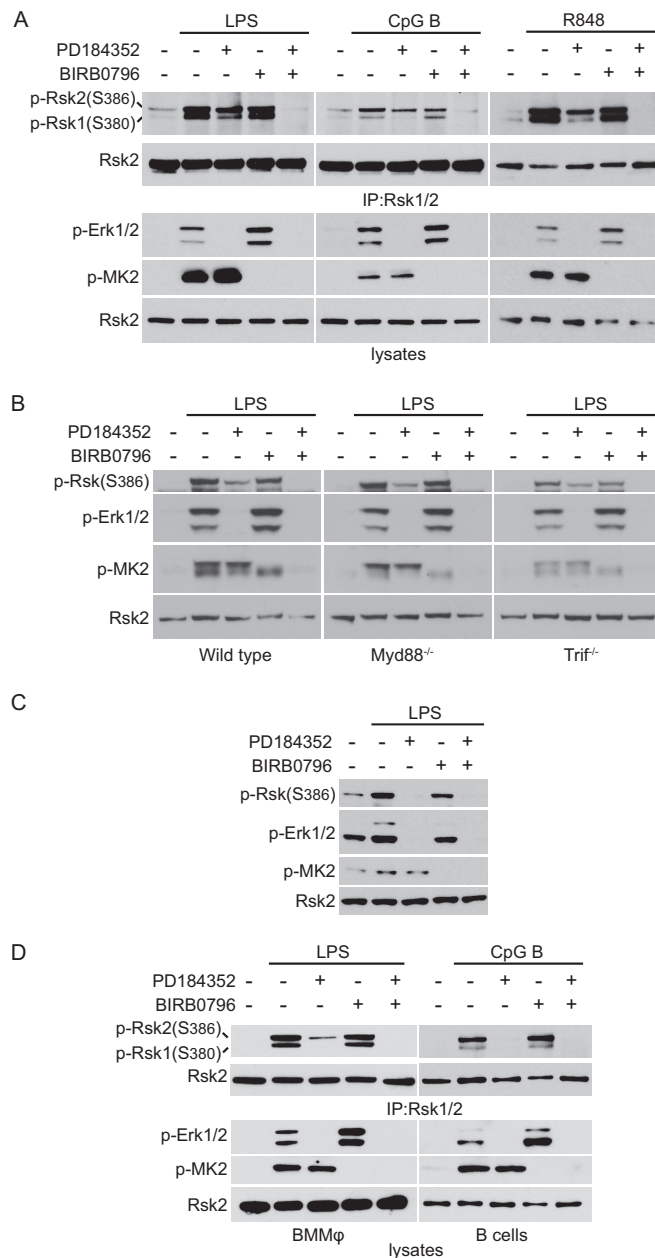 A
LPS CpG B R848
PD184352 - - + - + - - + - + - - + - +
BIRB0796 - - - + + - - - + + - - - + +
p-Rsk2(S386)
p-Rsk1(S380)
Rsk2
IP:Rsk1/2
p-Erk1/2
p-MK2
Rsk2
lysates
B
LPS LPS LPS
PD184352 - - + - + - - + - + - - + - +
BIRB0796 - - - + + - - - + + - - - + +
p-Rsk(S386)
p-Erk1/2
p-MK2
Rsk2
Wild type Myd88-/- Trif-/-
C
LPS
PD184352 - - + - +
BIRB0796 - - - + +
p-Rsk(S386)
p-Erk1/2
p-MK2
Rsk2
D
LPS CpG B
PD184352 - - + - + - - + - +
BIRB0796 - - - + + - - - + +
p-Rsk2(S386)
p-Rsk1(S380)
Rsk2
IP:Rsk1/2
p-Erk1/2
p-MK2
Rsk2
BMMφ B cells
lysates